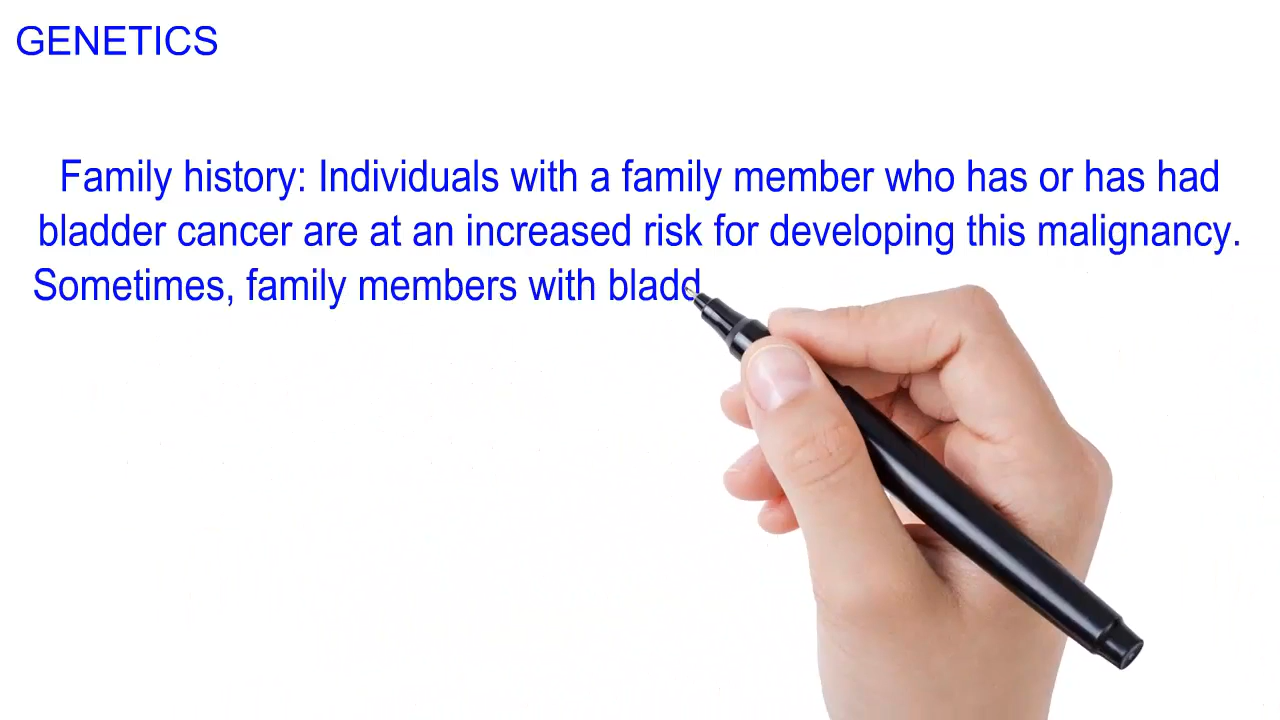 GENETICS
Family history: Individuals with a family member who has or has had
bladder cancer are at an increased risk for developing this malignancy.
Sometimes, family members with bladd